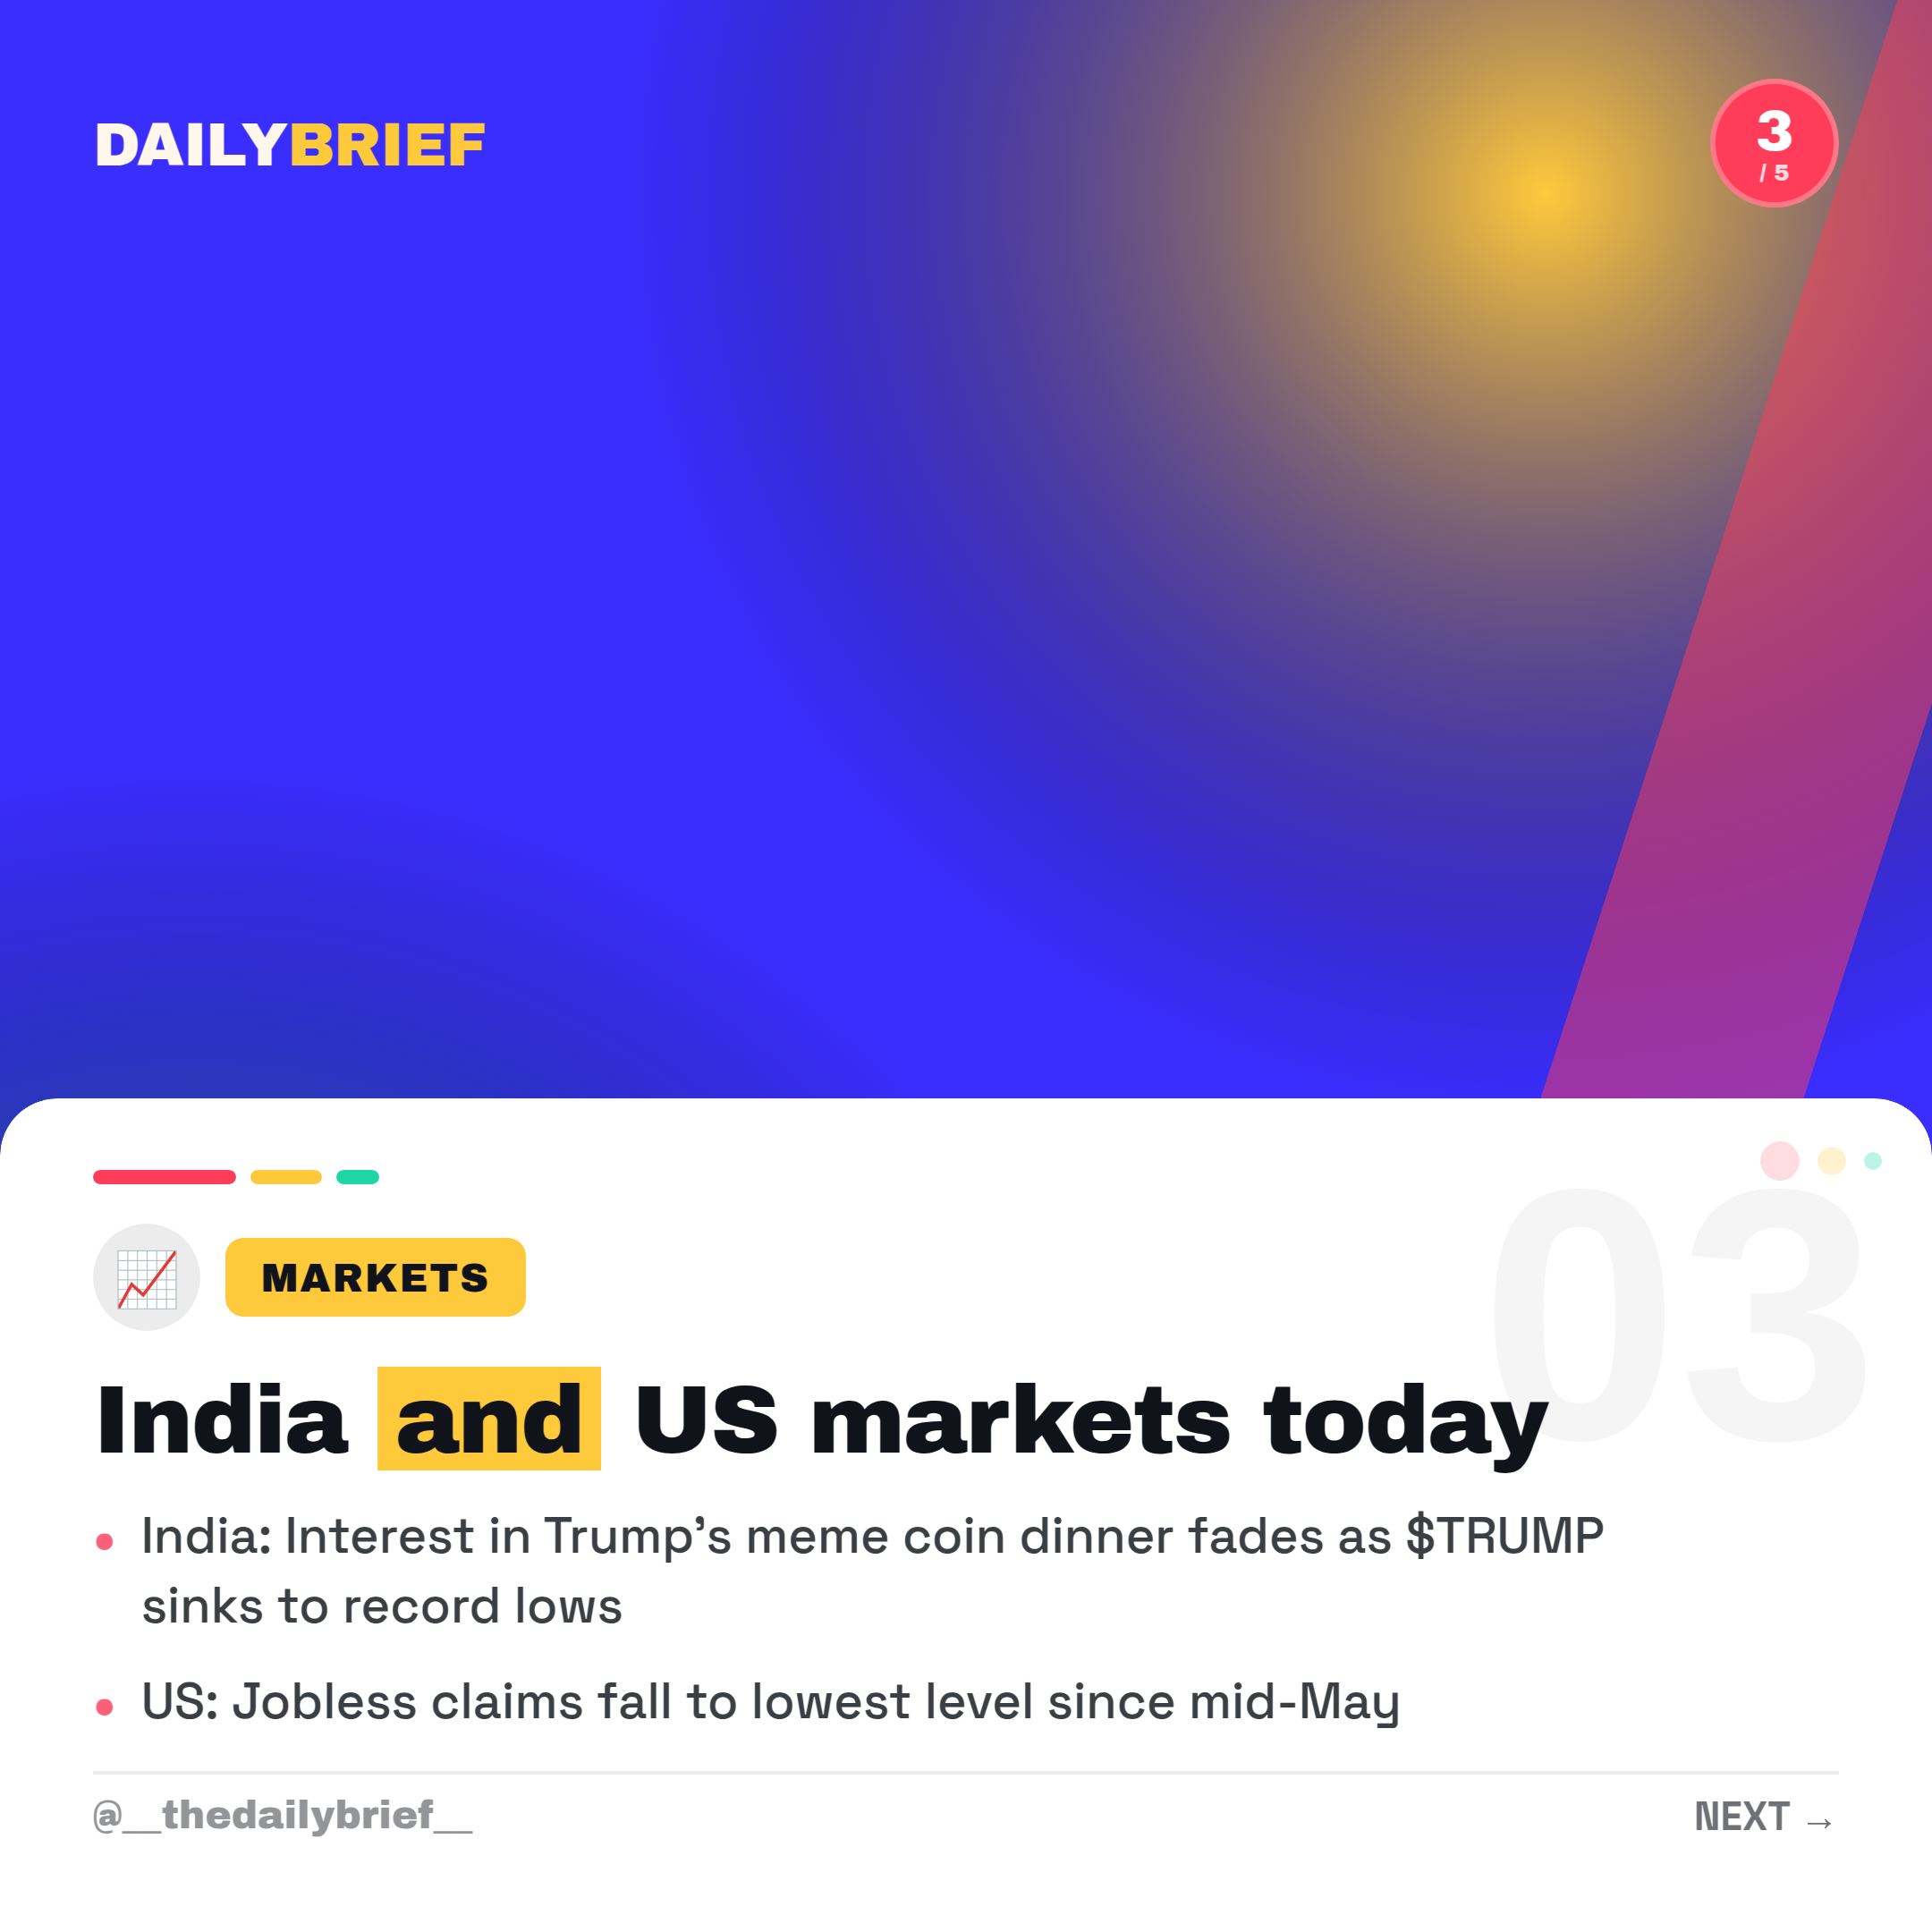 DAILYBRIEF
3
/ 5
03
MARKETS
India and US markets today
• India: Interest in Trump’s meme coin dinner fades as $TRUMP
sinks to record lows
• US: Jobless claims fall to lowest level since mid-May
@__thedailybrief__
NEXT →